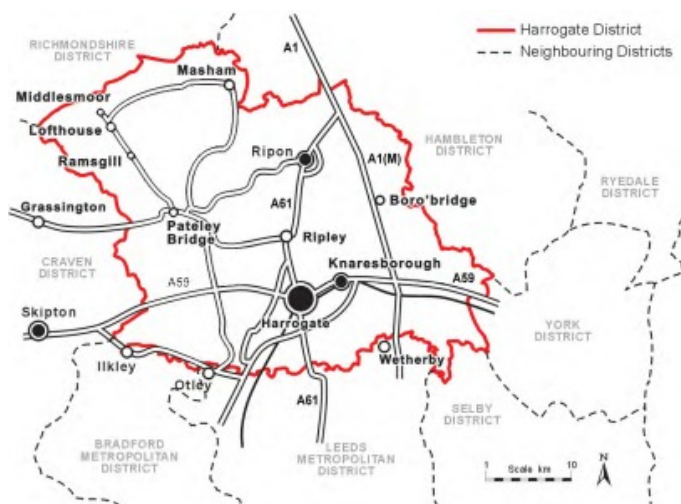 RICHMONDSHIRE
DISTRICT
A1
Harrogate District
Neighbouring Districts
Masham
Middlesmoor
Lofthouse
Ramsgill
Ripon
A1(M)
HAMBLETON
DISTRICT
RYEDALE
DISTRICT
Grassington
Pateley
Bridge
A61
Boro'bridge
Ripley
CRAVEN
DISTRICT
Knaresborough
A59
A59
Skipton
Harrogate
YORK
DISTRICT
Ilkley
Otley
Wetherby
A61
SELBY
DISTRICT
BRADFORD
METROPOLITAN
DISTRICT
LEEDS
METROPOLITAN
DISTRICT
1 Scale km 10
N